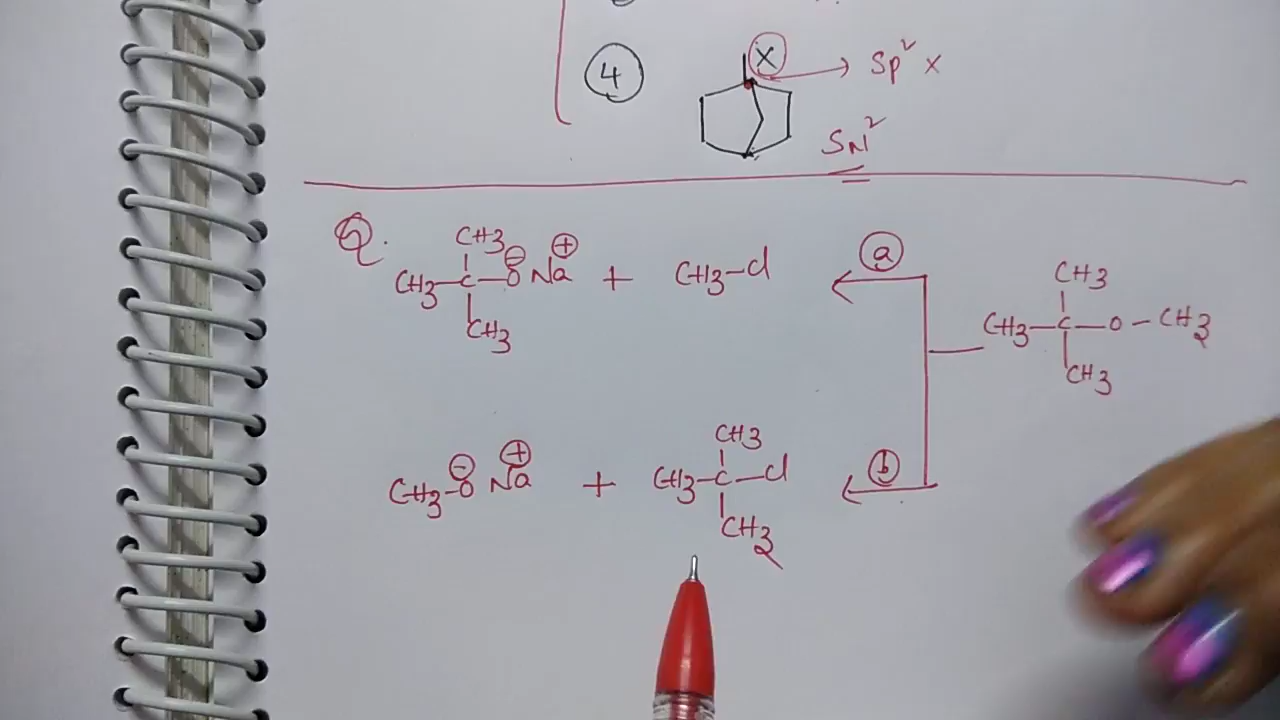 ④ X → Sp² X
SN²
Q. CH3
CH3-C-O⊖ Na⊕ + CH3-Cl
CH3
ⓐ
CH3
CH3-C-O-CH3
CH3
CH3-O⊖ Na⊕ +
CH3
CH3-C-Cl
CH3
ⓑ